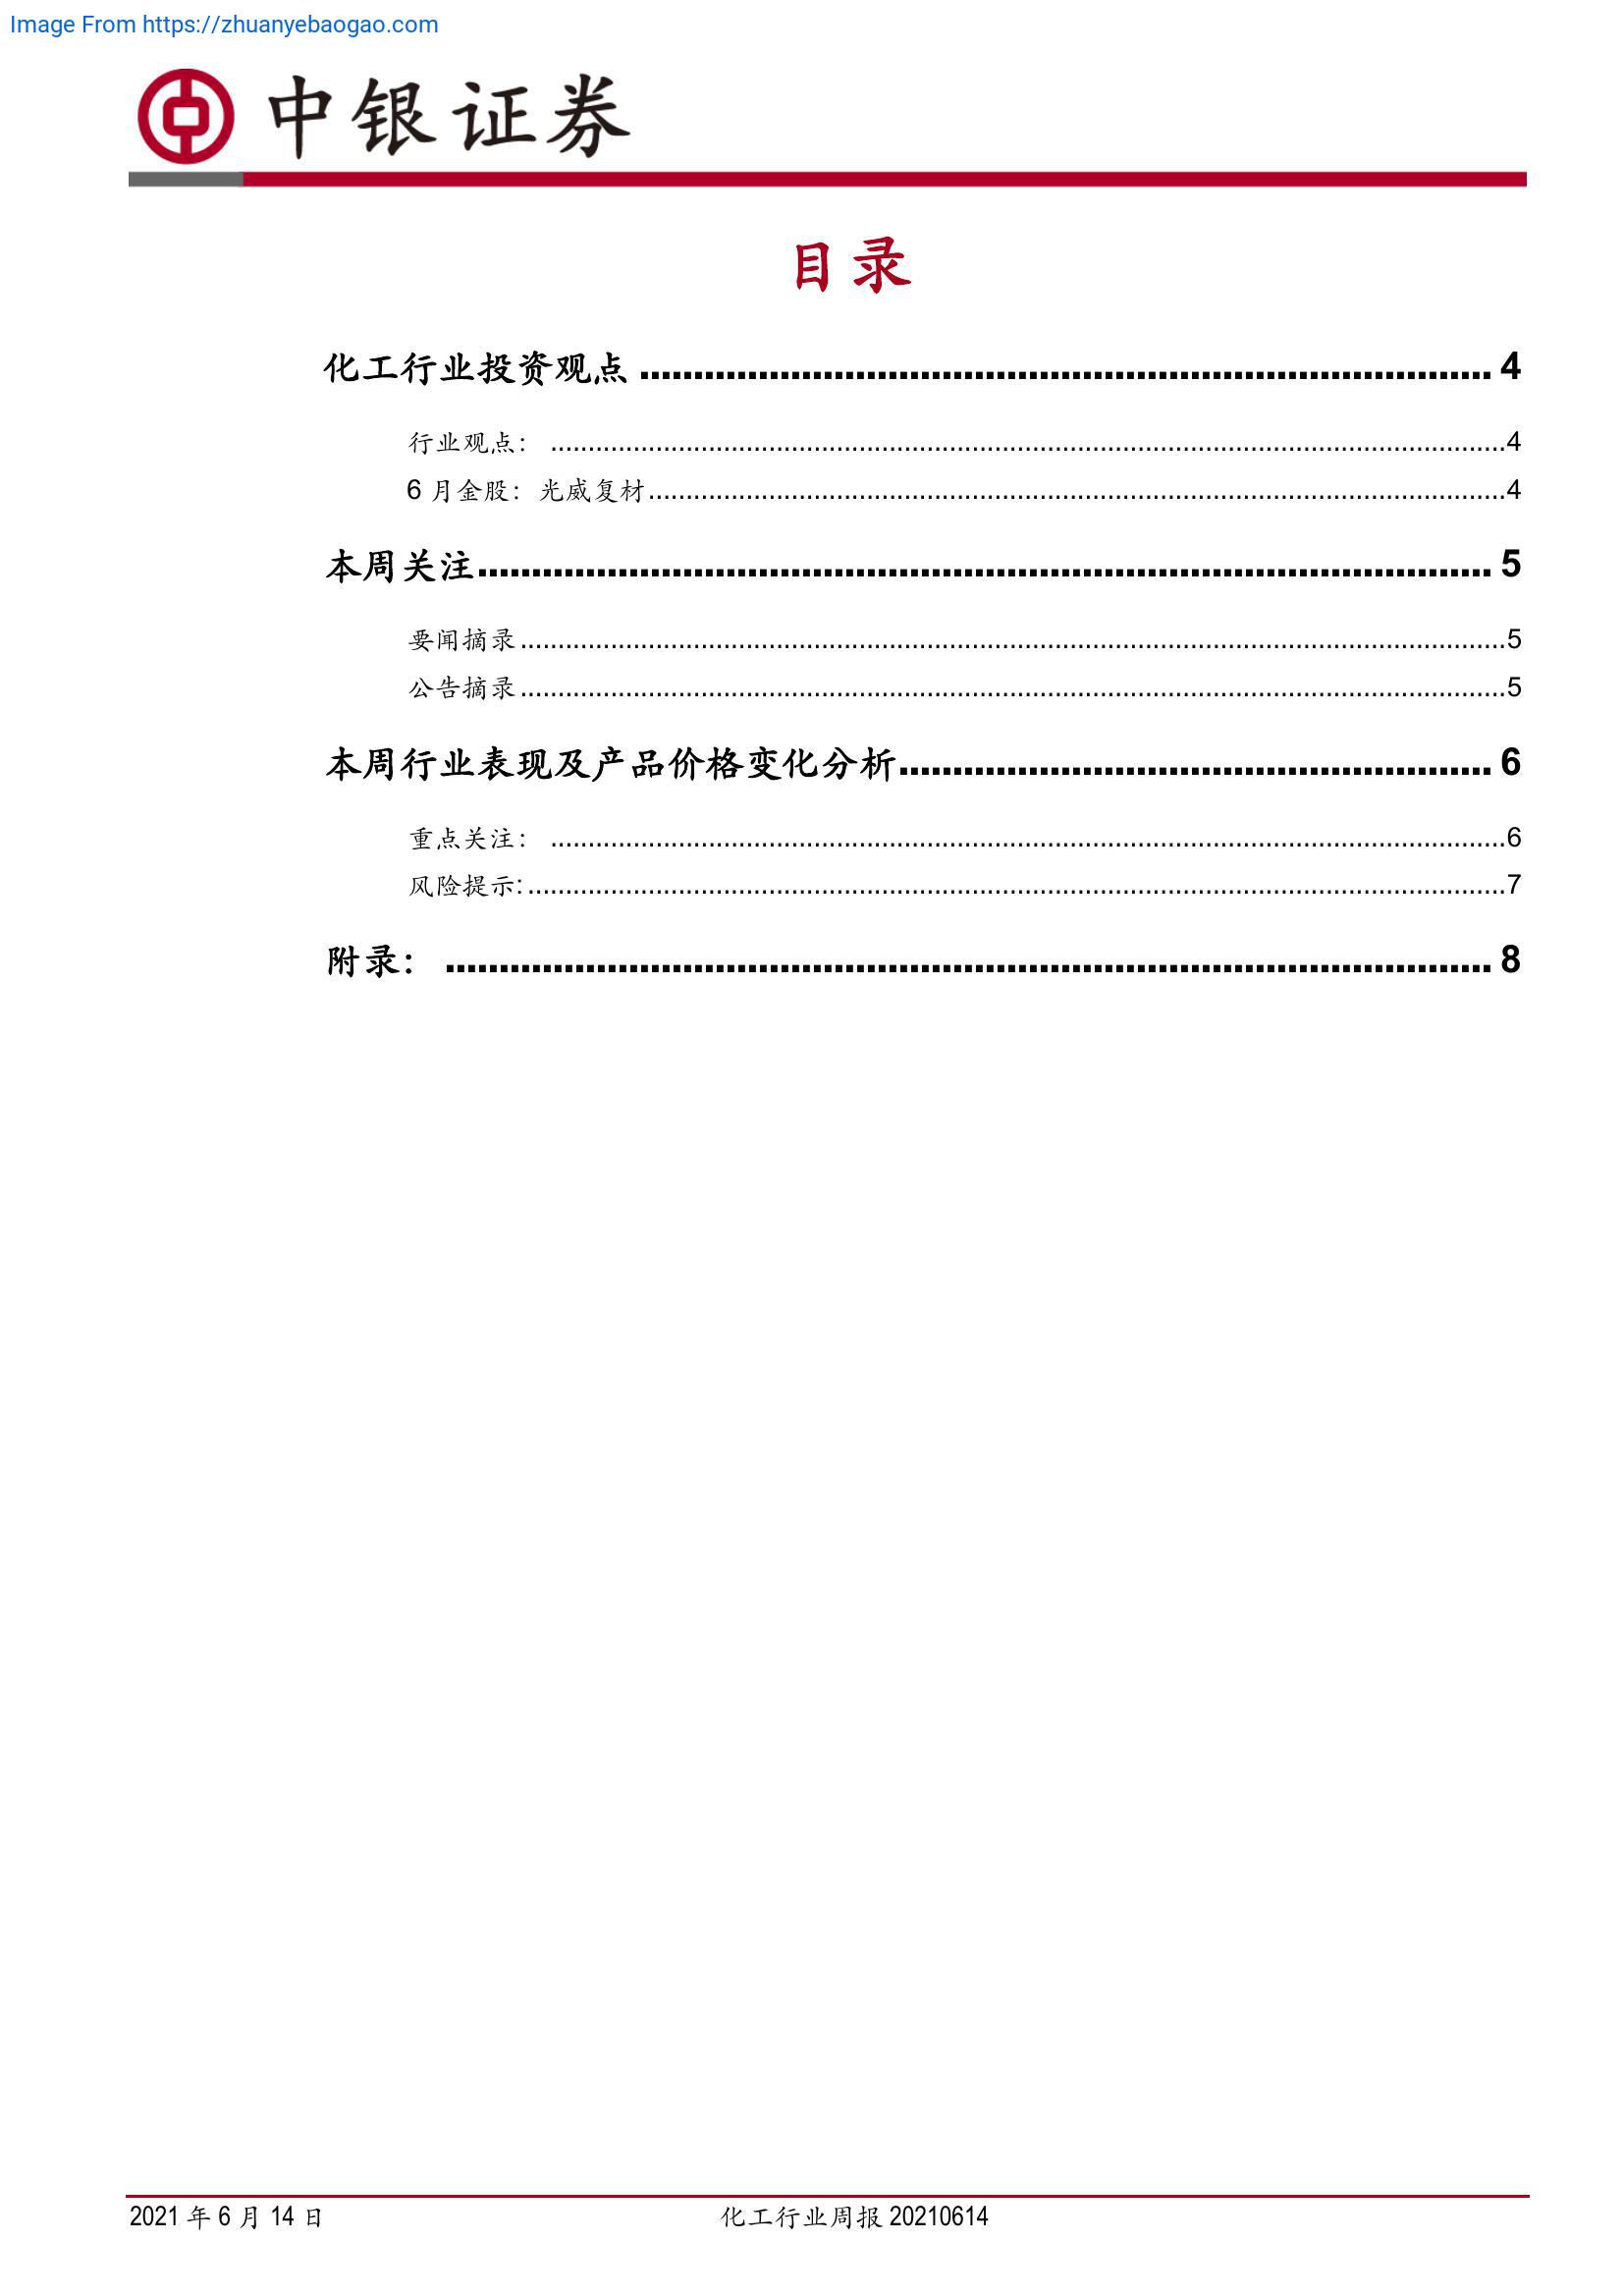 Image From https://zhuanyebaogao.com
中银证券
目录
化工行业投资观点 ........................................................................ 4
行业观点： ........................................................................ 4
6 月金股：光威复材........................................................................ 4
本周关注........................................................................ 5
要闻摘录 ........................................................................ 5
公告摘录 ........................................................................ 5
本周行业表现及产品价格变化分析........................................................................ 6
重点关注： ........................................................................ 6
风险提示: ........................................................................ 7
附录： ........................................................................ 8
2021 年 6 月 14 日 化工行业周报 20210614